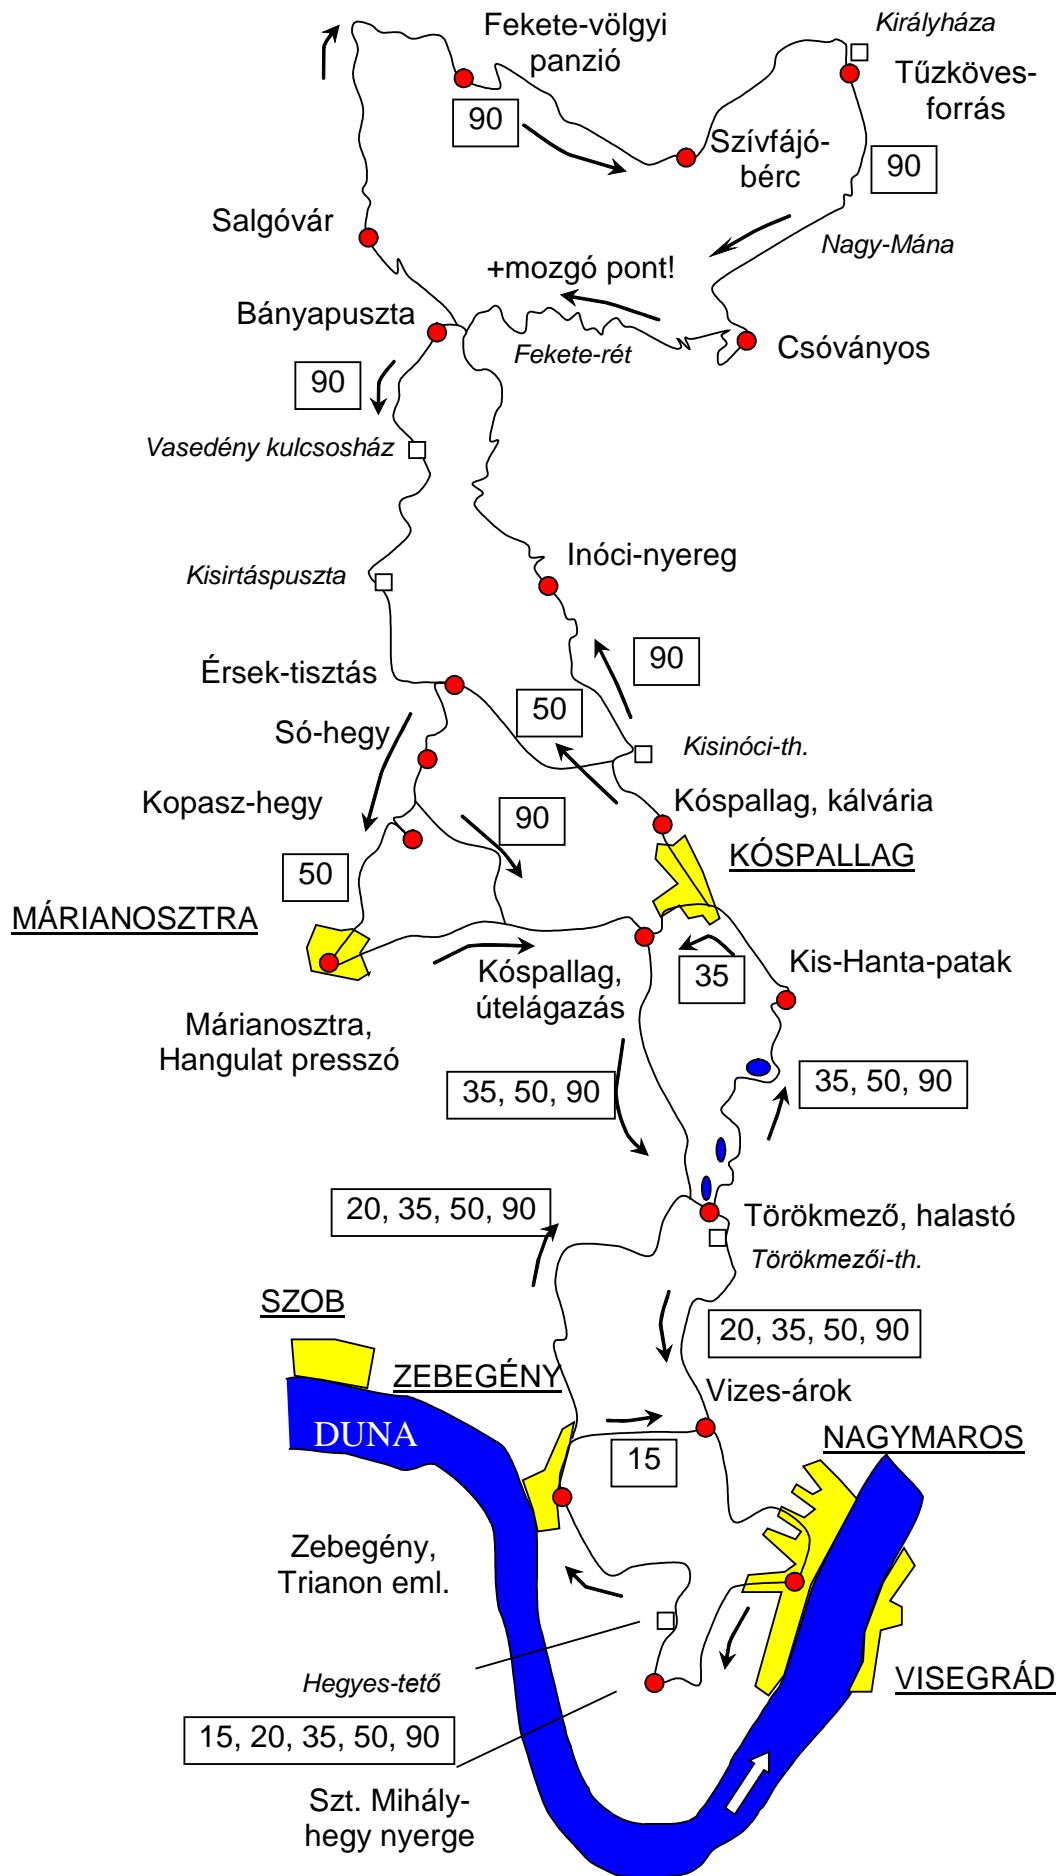 Királyháza
Fekete-völgyi
panzió
Tűzköves-
forrás
90
Szívfájó-
bérc
90
Salgóvár
Nagy-Mána
+mozgó pont!
Bányapuszta
Fekete-rét
Csóványos
90
Vasedény kulcsosház
Inóci-nyereg
Kisirtáspuszta
Érsek-tisztás
90
50
Só-hegy
Kisinóci-th.
Kopasz-hegy
90
Kóspallag, kálvária
KÓSPALLAG
50
MÁRIANOSZTRA
Kóspallag,
útelágazás
35
Kis-Hanta-patak
Márianosztra,
Hangulat presszó
35, 50, 90
35, 50, 90
20, 35, 50, 90
Törökmező, halastó
Törökmezői-th.
SZOB
20, 35, 50, 90
ZEBEGÉNY
Vizes-árok
DUNA
15
NAGYMAROS
Zebegény,
Trianon eml.
Hegyes-tető
VISEGRÁD
15, 20, 35, 50, 90
Szt. Mihály-
hegy nyerge